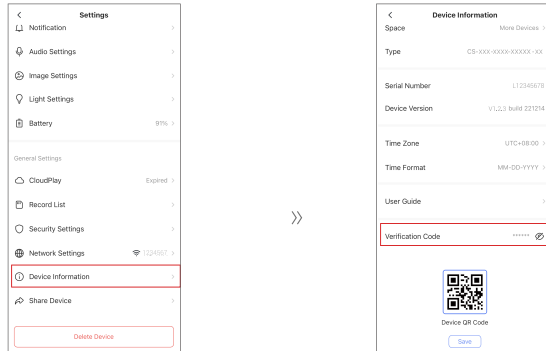 Settings
Notification
Audio Settings
Image Settings
Light Settings
Battery 91%
General Settings
CloudPlay Expired
Record List
Security Settings
Network Settings 1234567
Device Information
Share Device
Delete Device
Device Information
Space More Devices
Type CS-XXX-XXXX-XXXXX-XX
Serial Number L12345678
Device Version V1.2.3 build 221214
Time Zone UTC+08:00
Time Format MM-DD-YYYY
User Guide
Verification Code ******
Device QR Code
Save